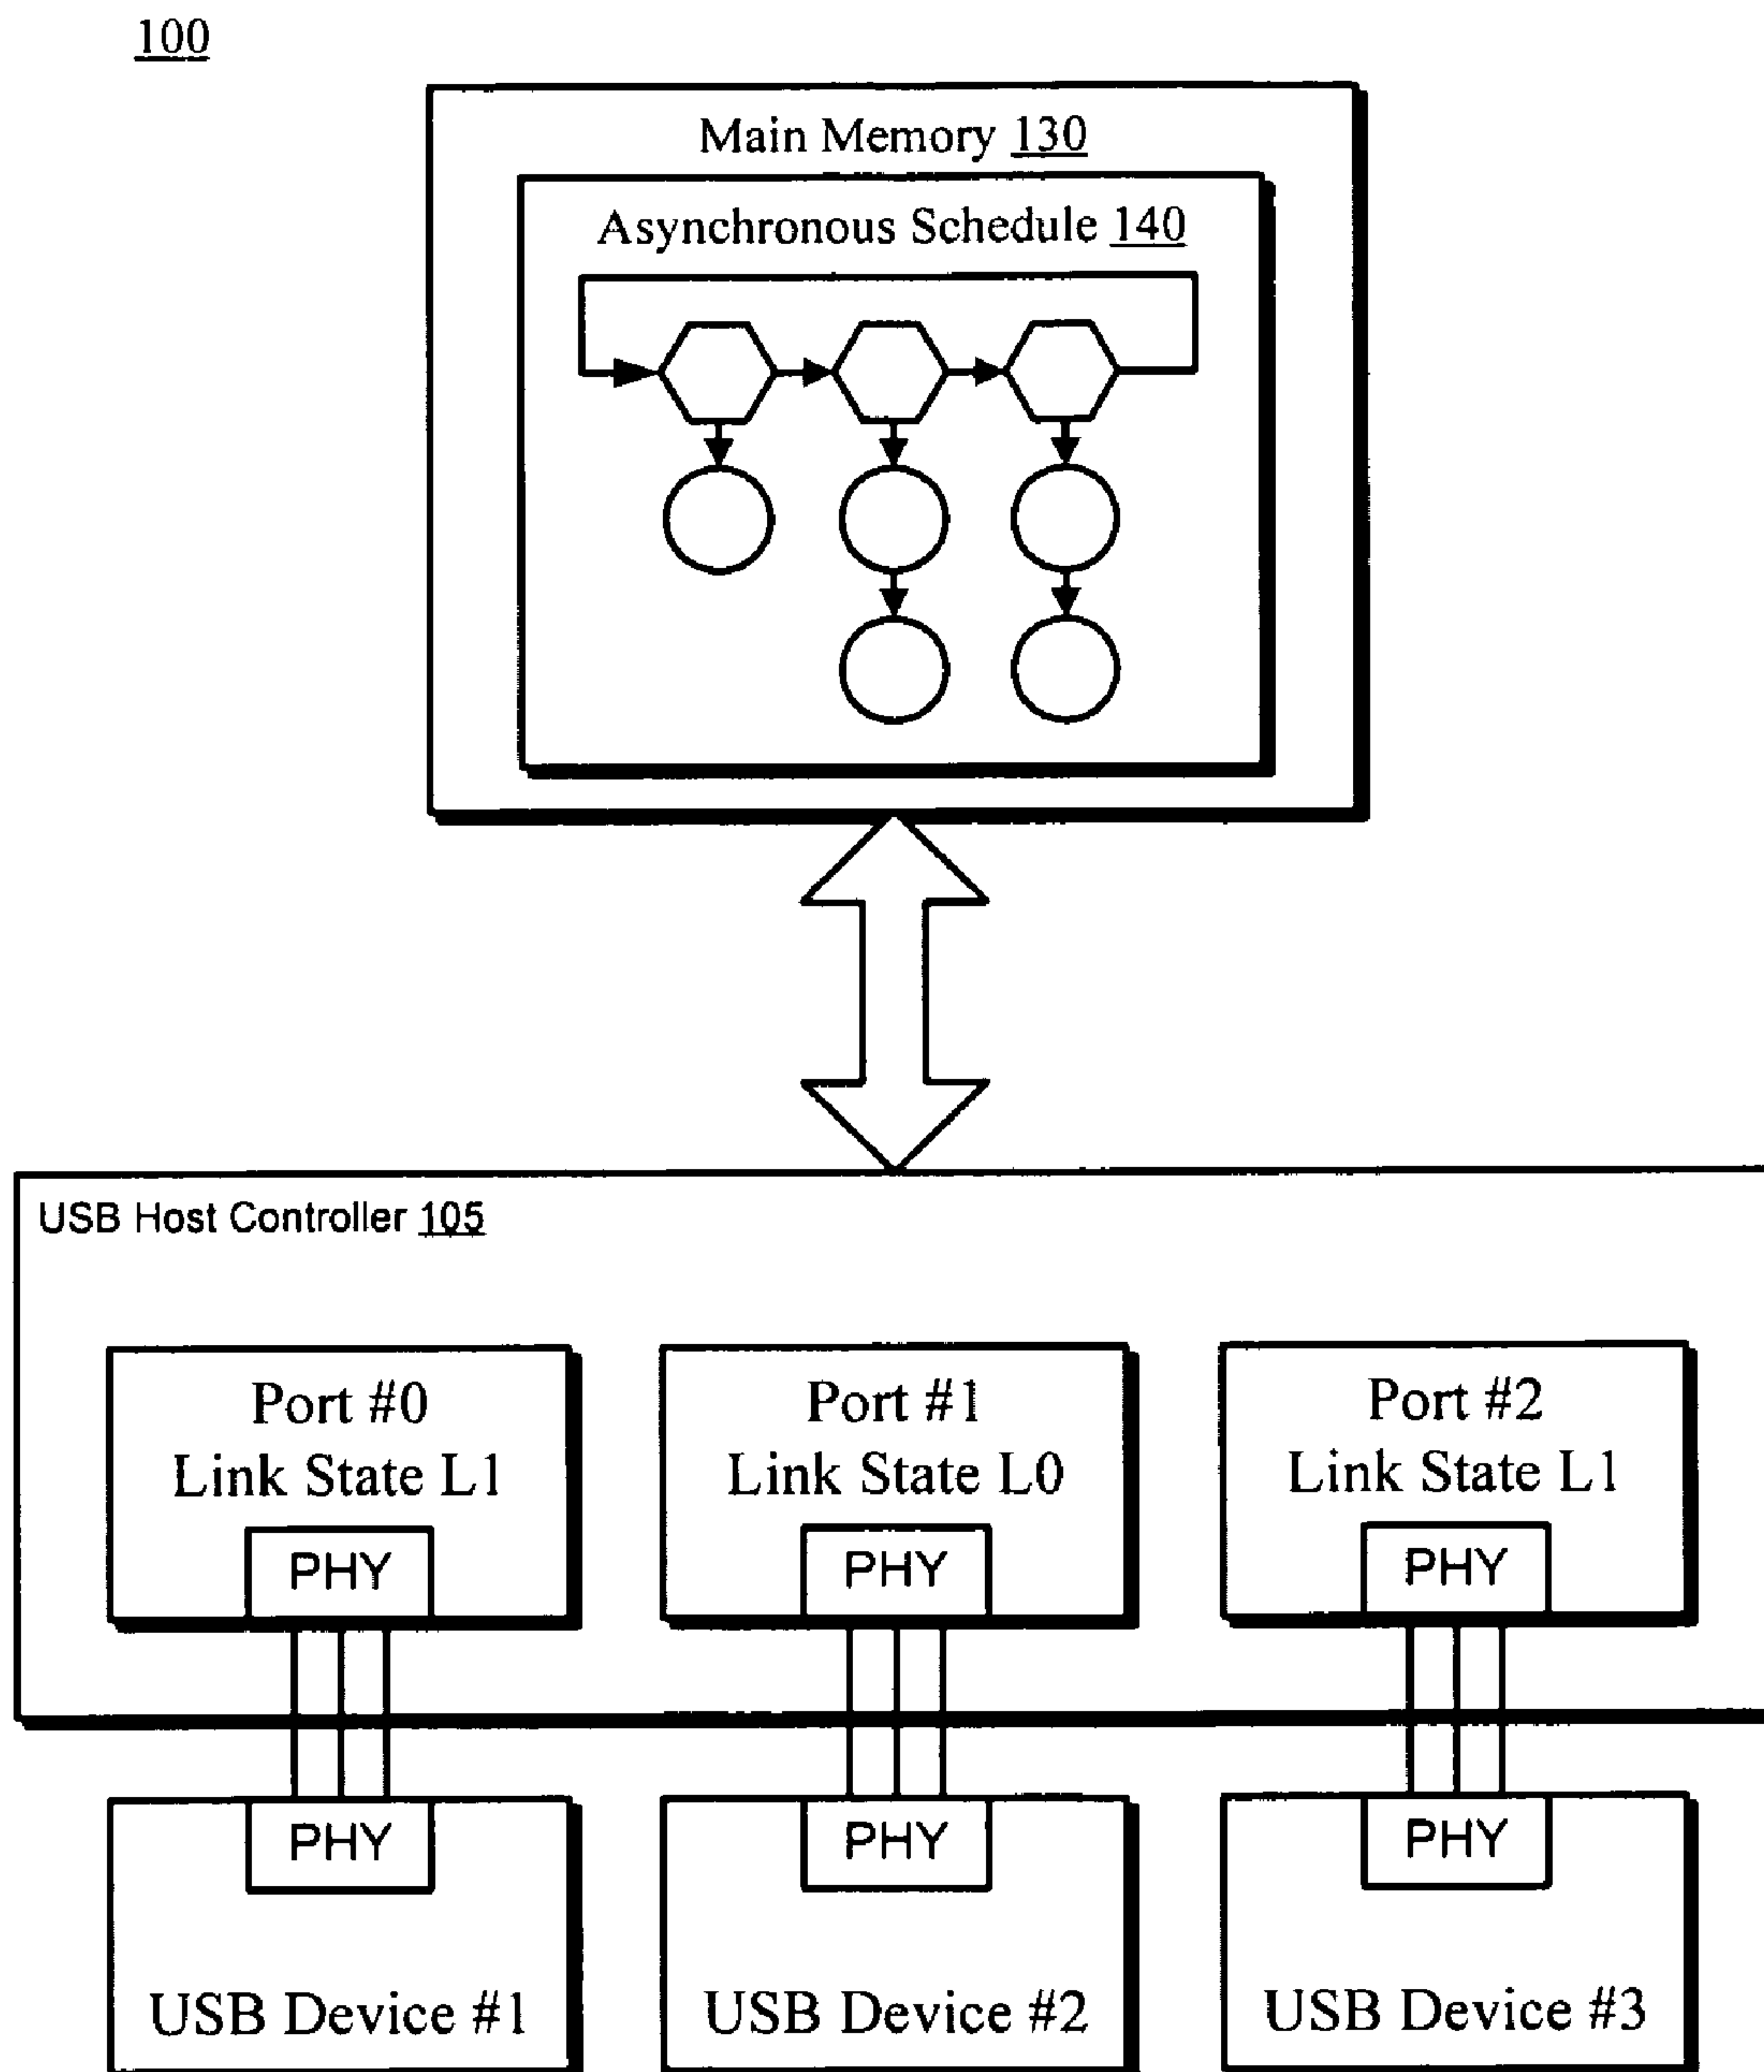 100
Main Memory 130
Asynchronous Schedule 140
USB Host Controller 105
Port #0
Link State L1
PHY
Port #1
Link State L0
PHY
Port #2
Link State L1
PHY
PHY
USB Device #1
PHY
USB Device #2
PHY
USB Device #3